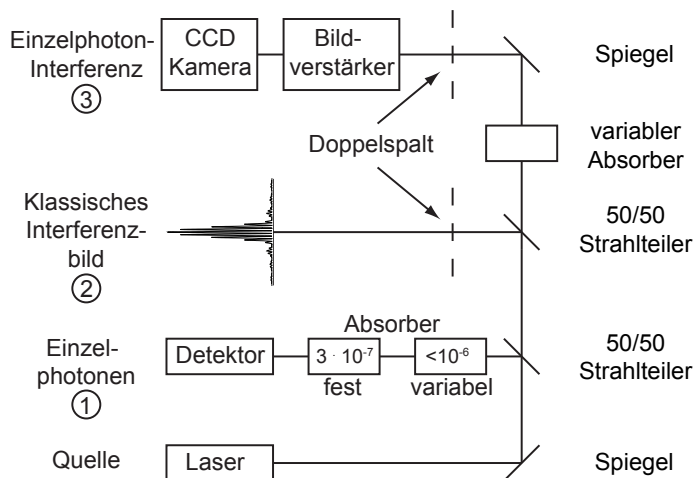 Einzelphoton-
Interferenz
③
CCD
Kamera
Bild-
verstärker
Spiegel
Doppelspalt
variabler
Absorber
Klassisches
Interferenz-
bild
②
50/50
Strahlteiler
Einzel-
photonen
①
Detektor
Absorber
3 · 10⁻⁷
fest
<10⁻⁶
variabel
50/50
Strahlteiler
Quelle
Laser
Spiegel